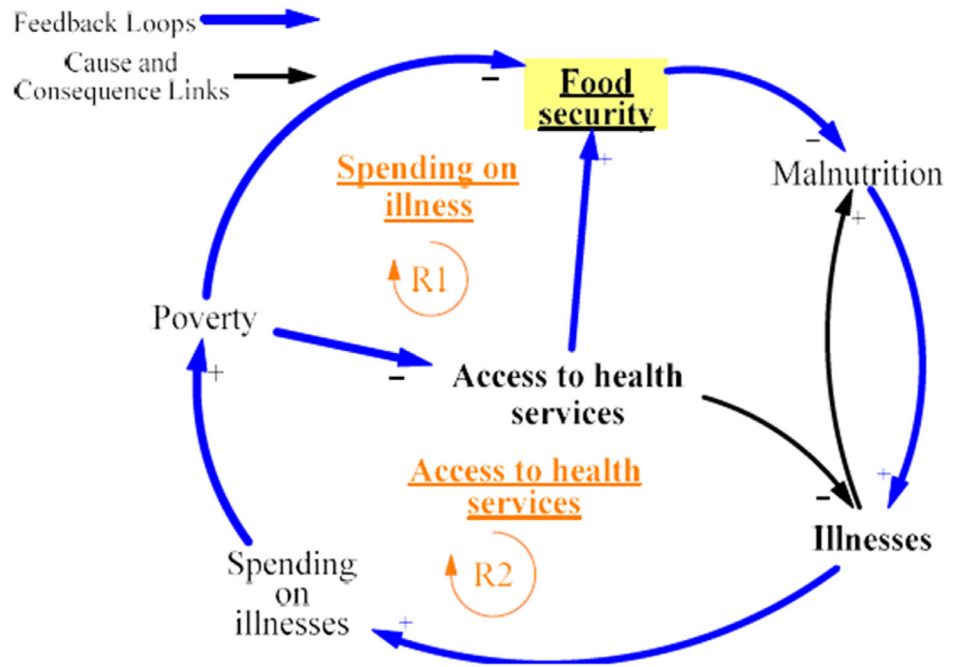 Feedback Loops
Cause and
Consequence Links
Food
security
−
−
+
Spending on
illness
R1
Malnutrition
+
Poverty
−
+
Access to health
services
Access to health
services
R2
−
+
Illnesses
Spending
on
illnesses
+